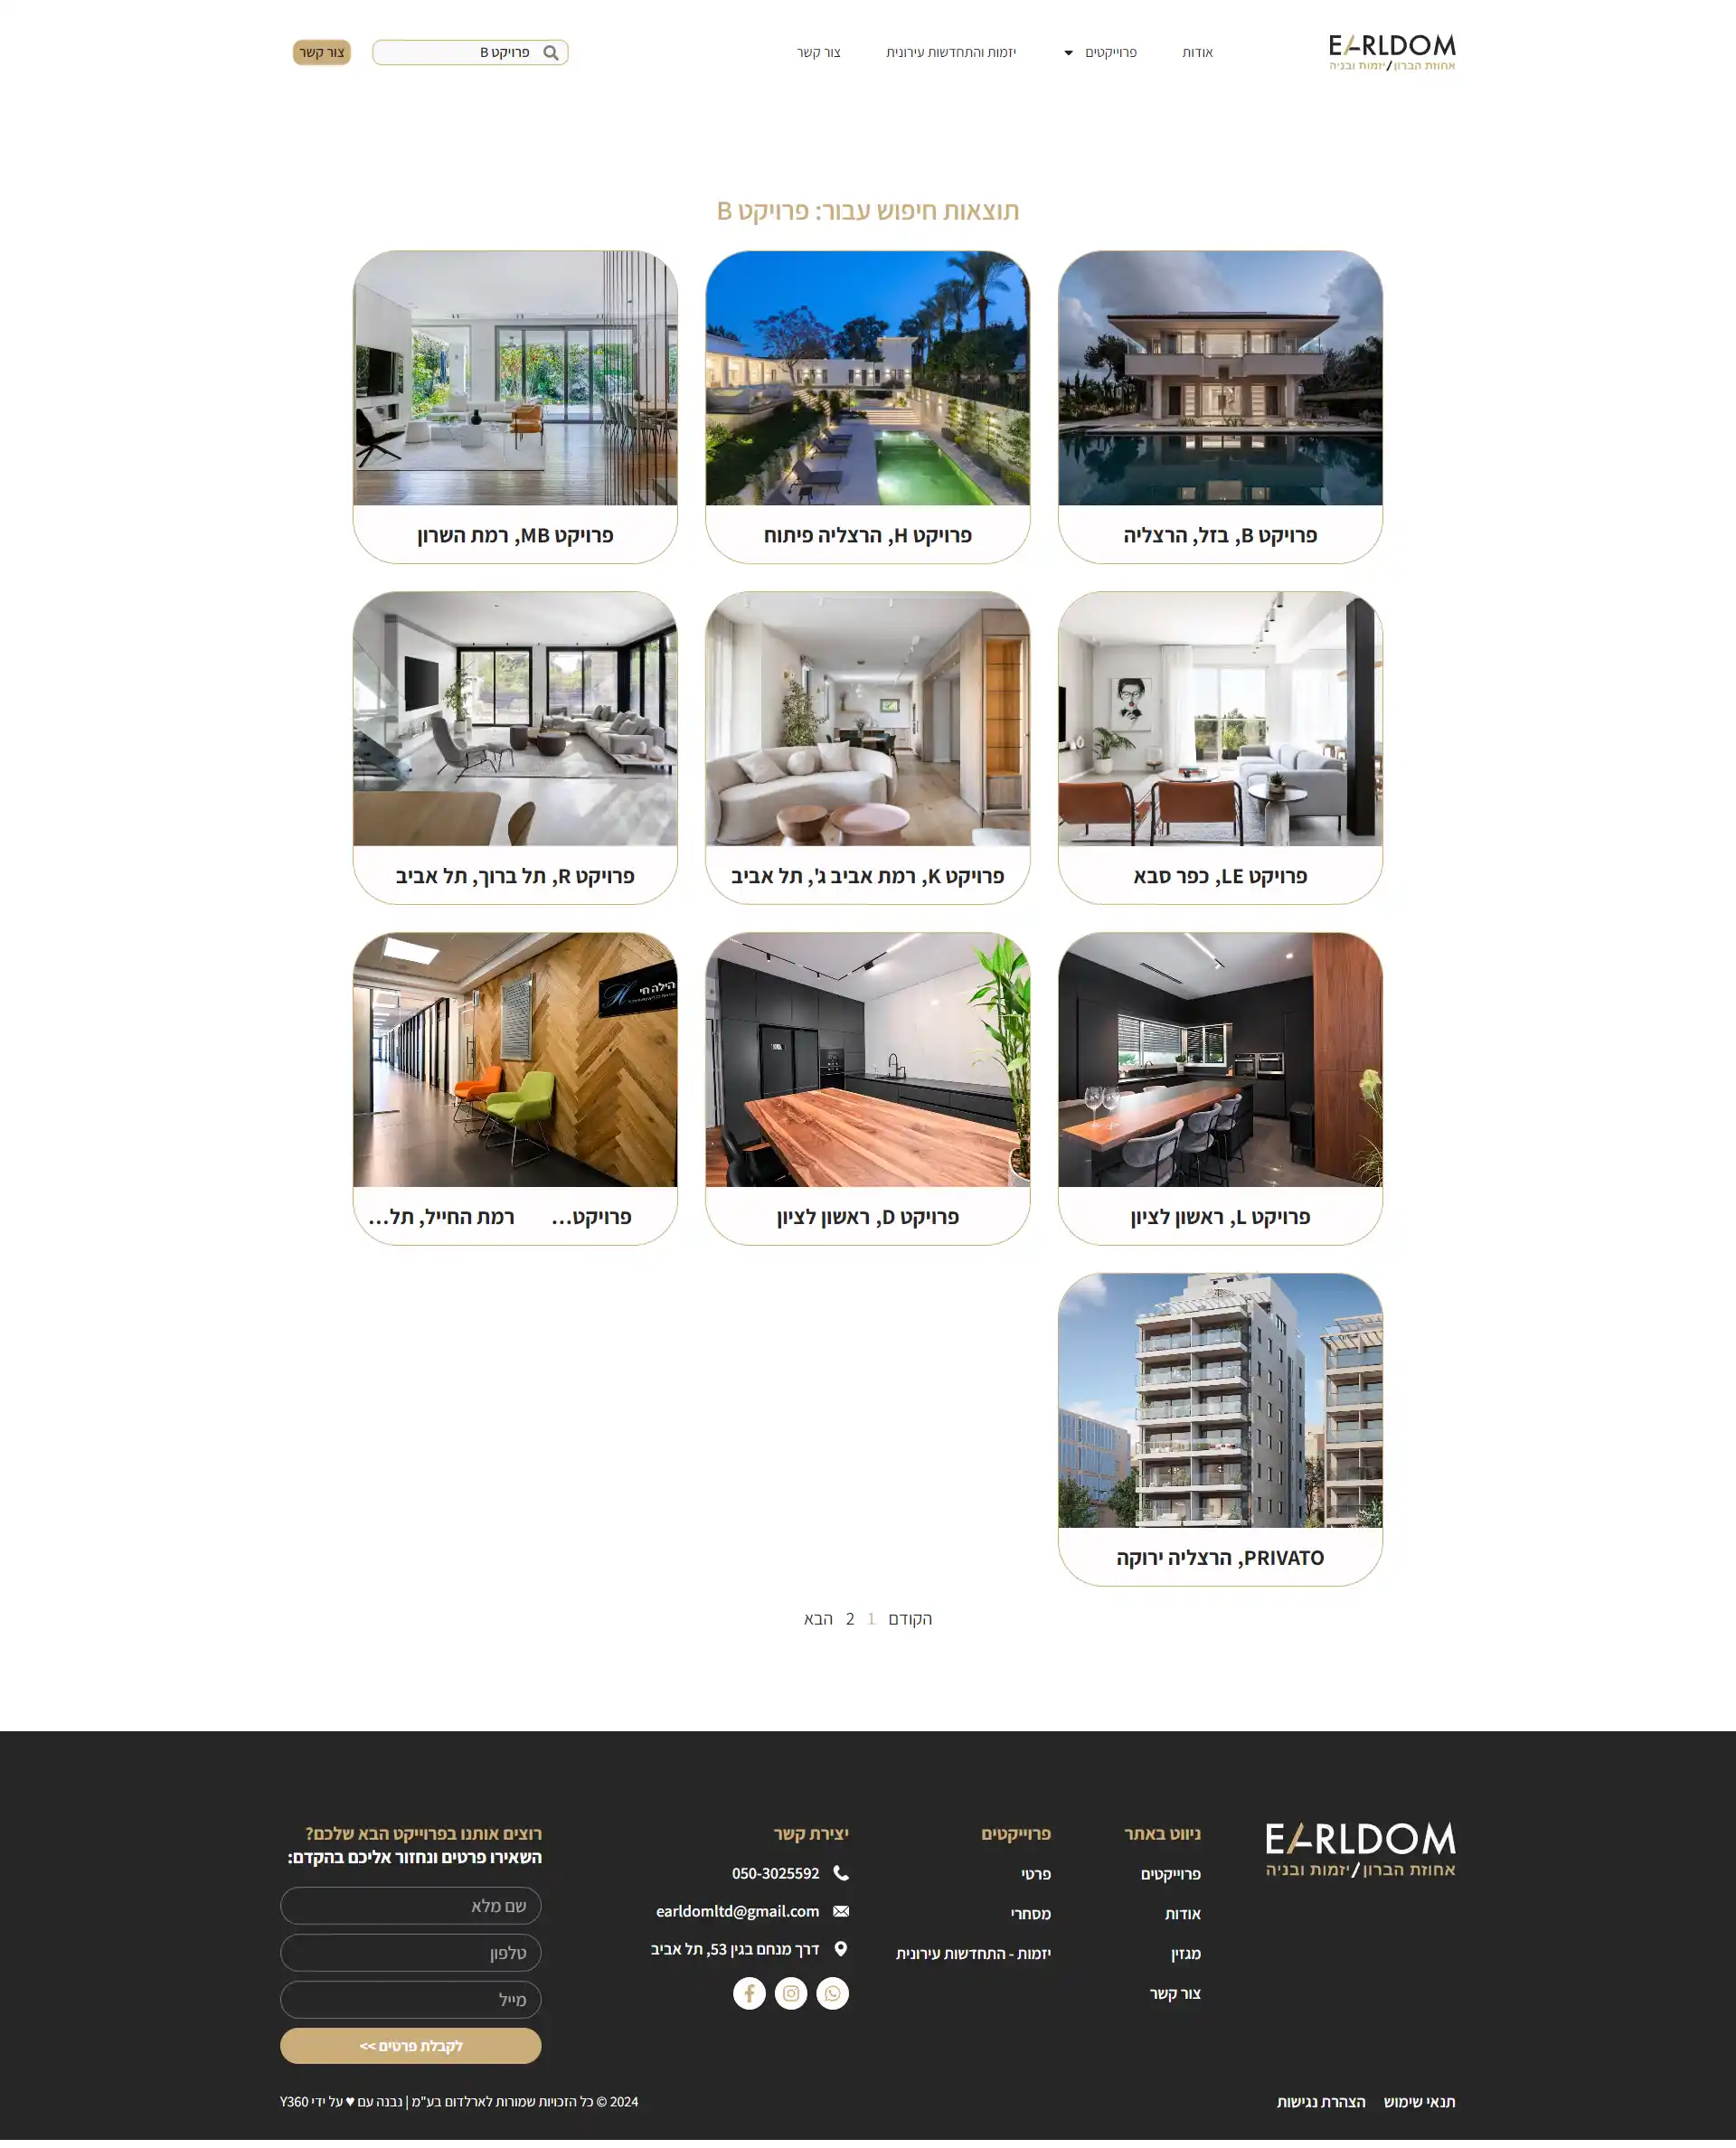 EARLDOM
אחוזת הברון/יזמות ובניה
אודות
פרוייקטים
יזמות והתחדשות עירונית
צור קשר
פרויקט B
צור קשר
תוצאות חיפוש עבור: פרויקט B
פרויקט B, בזל, הרצליה
פרויקט H, הרצליה פיתוח
פרויקט MB, רמת השרון
פרויקט LE, כפר סבא
פרויקט K, רמת אביב ג', תל אביב
פרויקט R, תל ברוך, תל אביב
הילה חי
פרויקט L, ראשון לציון
פרויקט D, ראשון לציון
פרויקט... רמת החייל, תל...
PRIVATO, הרצליה ירוקה
הקודם 1 2 הבא
EARLDOM
אחוזת הברון/יזמות ובניה
ניווט באתר
פרוייקטים
אודות
מגזין
צור קשר
פרוייקטים
פרטי
מסחרי
יזמות - התחדשות עירונית
יצירת קשר
050-3025592
earldomltd@gmail.com
דרך מנחם בגין 53, תל אביב
רוצים אותנו בפרוייקט הבא שלכם?
השאירו פרטים ונחזור אליכם בהקדם:
שם מלא
טלפון
מייל
לקבלת פרטים >>
תנאי שימוש
הצהרת נגישות
2024 © כל הזכויות שמורות לארלדום בע"מ | נבנה עם ♥ על ידי Y360